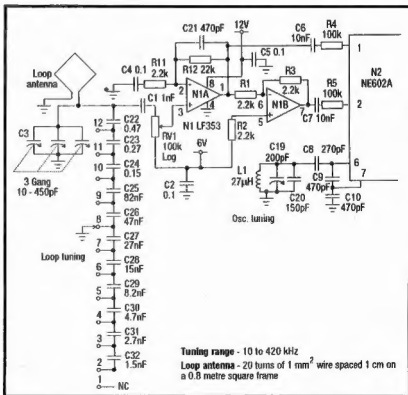 C21 470pF
12V
C6
10nF
R4
100k
Loop
antenna
C4 0.1
R11
2.2k
R12 22k
C5 0.1
1
N2
NE602A
C1 1nF
2
3
8
N1A
4
1
R1
2.2k
R3
2.2k
6
5
N1B
7
C7
10nF
R5
100k
2
N1 LF353
C3
3 Gang
10 - 450pF
12
C22
0.47
11
C23
0.27
10
C24
0.15
9
C25
82nF
8
C26
47nF
7
C27
27nF
6
C28
15nF
5
C29
8.2nF
4
C30
4.7nF
3
C31
2.7nF
2
C32
1.5nF
1
NC
Loop tuning
RV1
100k
Log
R2
2.2k
6V
C2
0.1
C19
200pF
C8
270pF
6
7
L1
27µH
C9
470pF
C20
150pF
C10
470pF
Osc. tuning
Tuning range - 10 to 420 kHz
Loop antenna - 20 turns of 1 mm² wire spaced 1 cm on
a 0.8 metre square frame